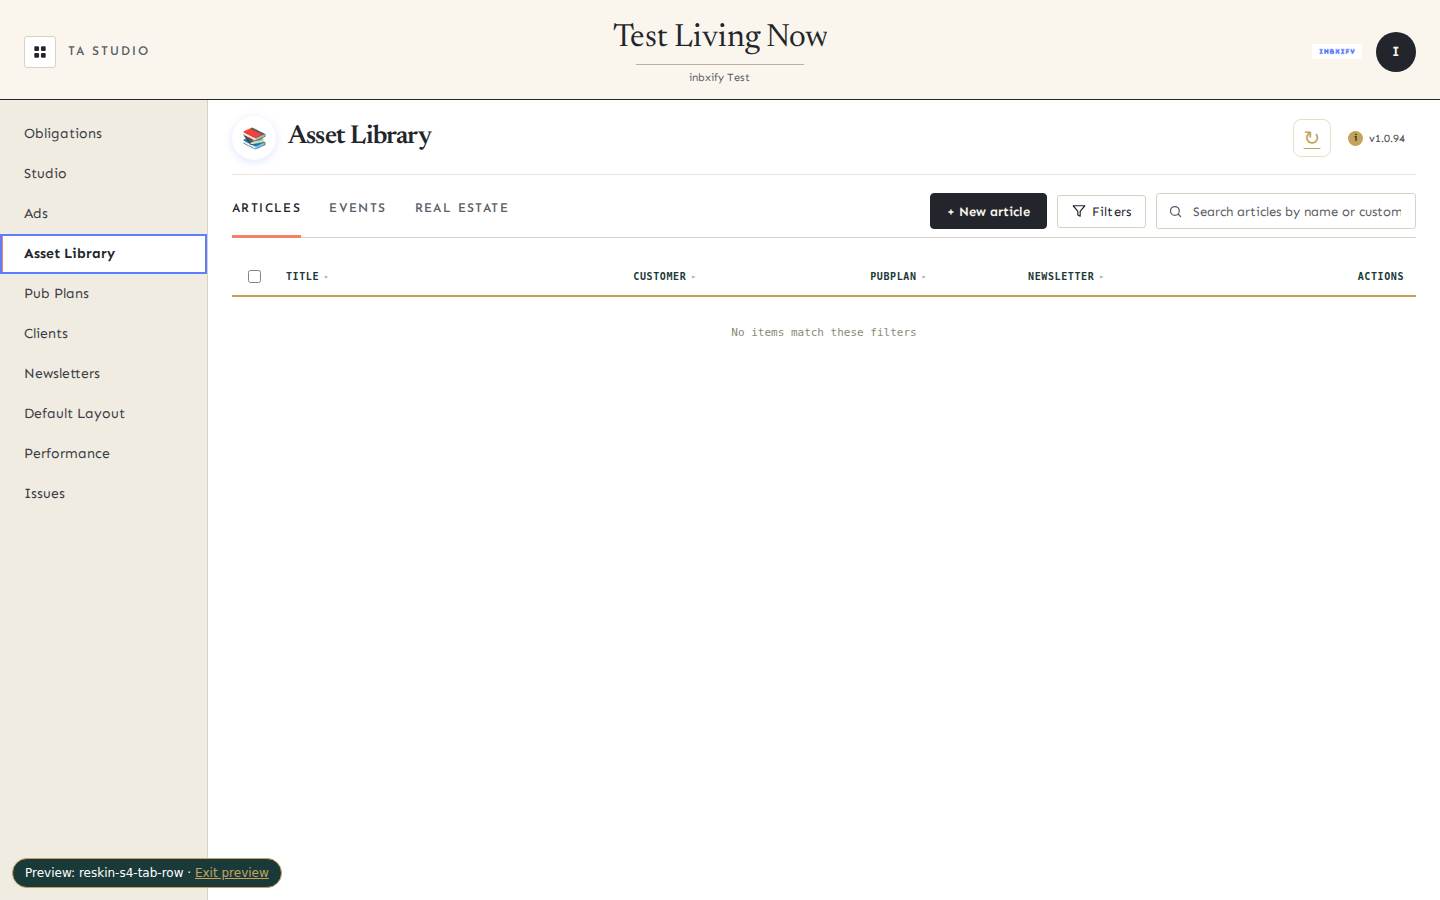 TA STUDIO
Test Living Now
inbxify Test
INBXIFY
I
Obligations
Studio
Ads
Asset Library
Pub Plans
Clients
Newsletters
Default Layout
Performance
Issues
Asset Library
↻
i v1.0.94
ARTICLES EVENTS REAL ESTATE
+ New article
Filters
Search articles by name or custom
TITLE CUSTOMER PUBPLAN NEWSLETTER ACTIONS
No items match these filters
Preview: reskin-s4-tab-row · Exit preview